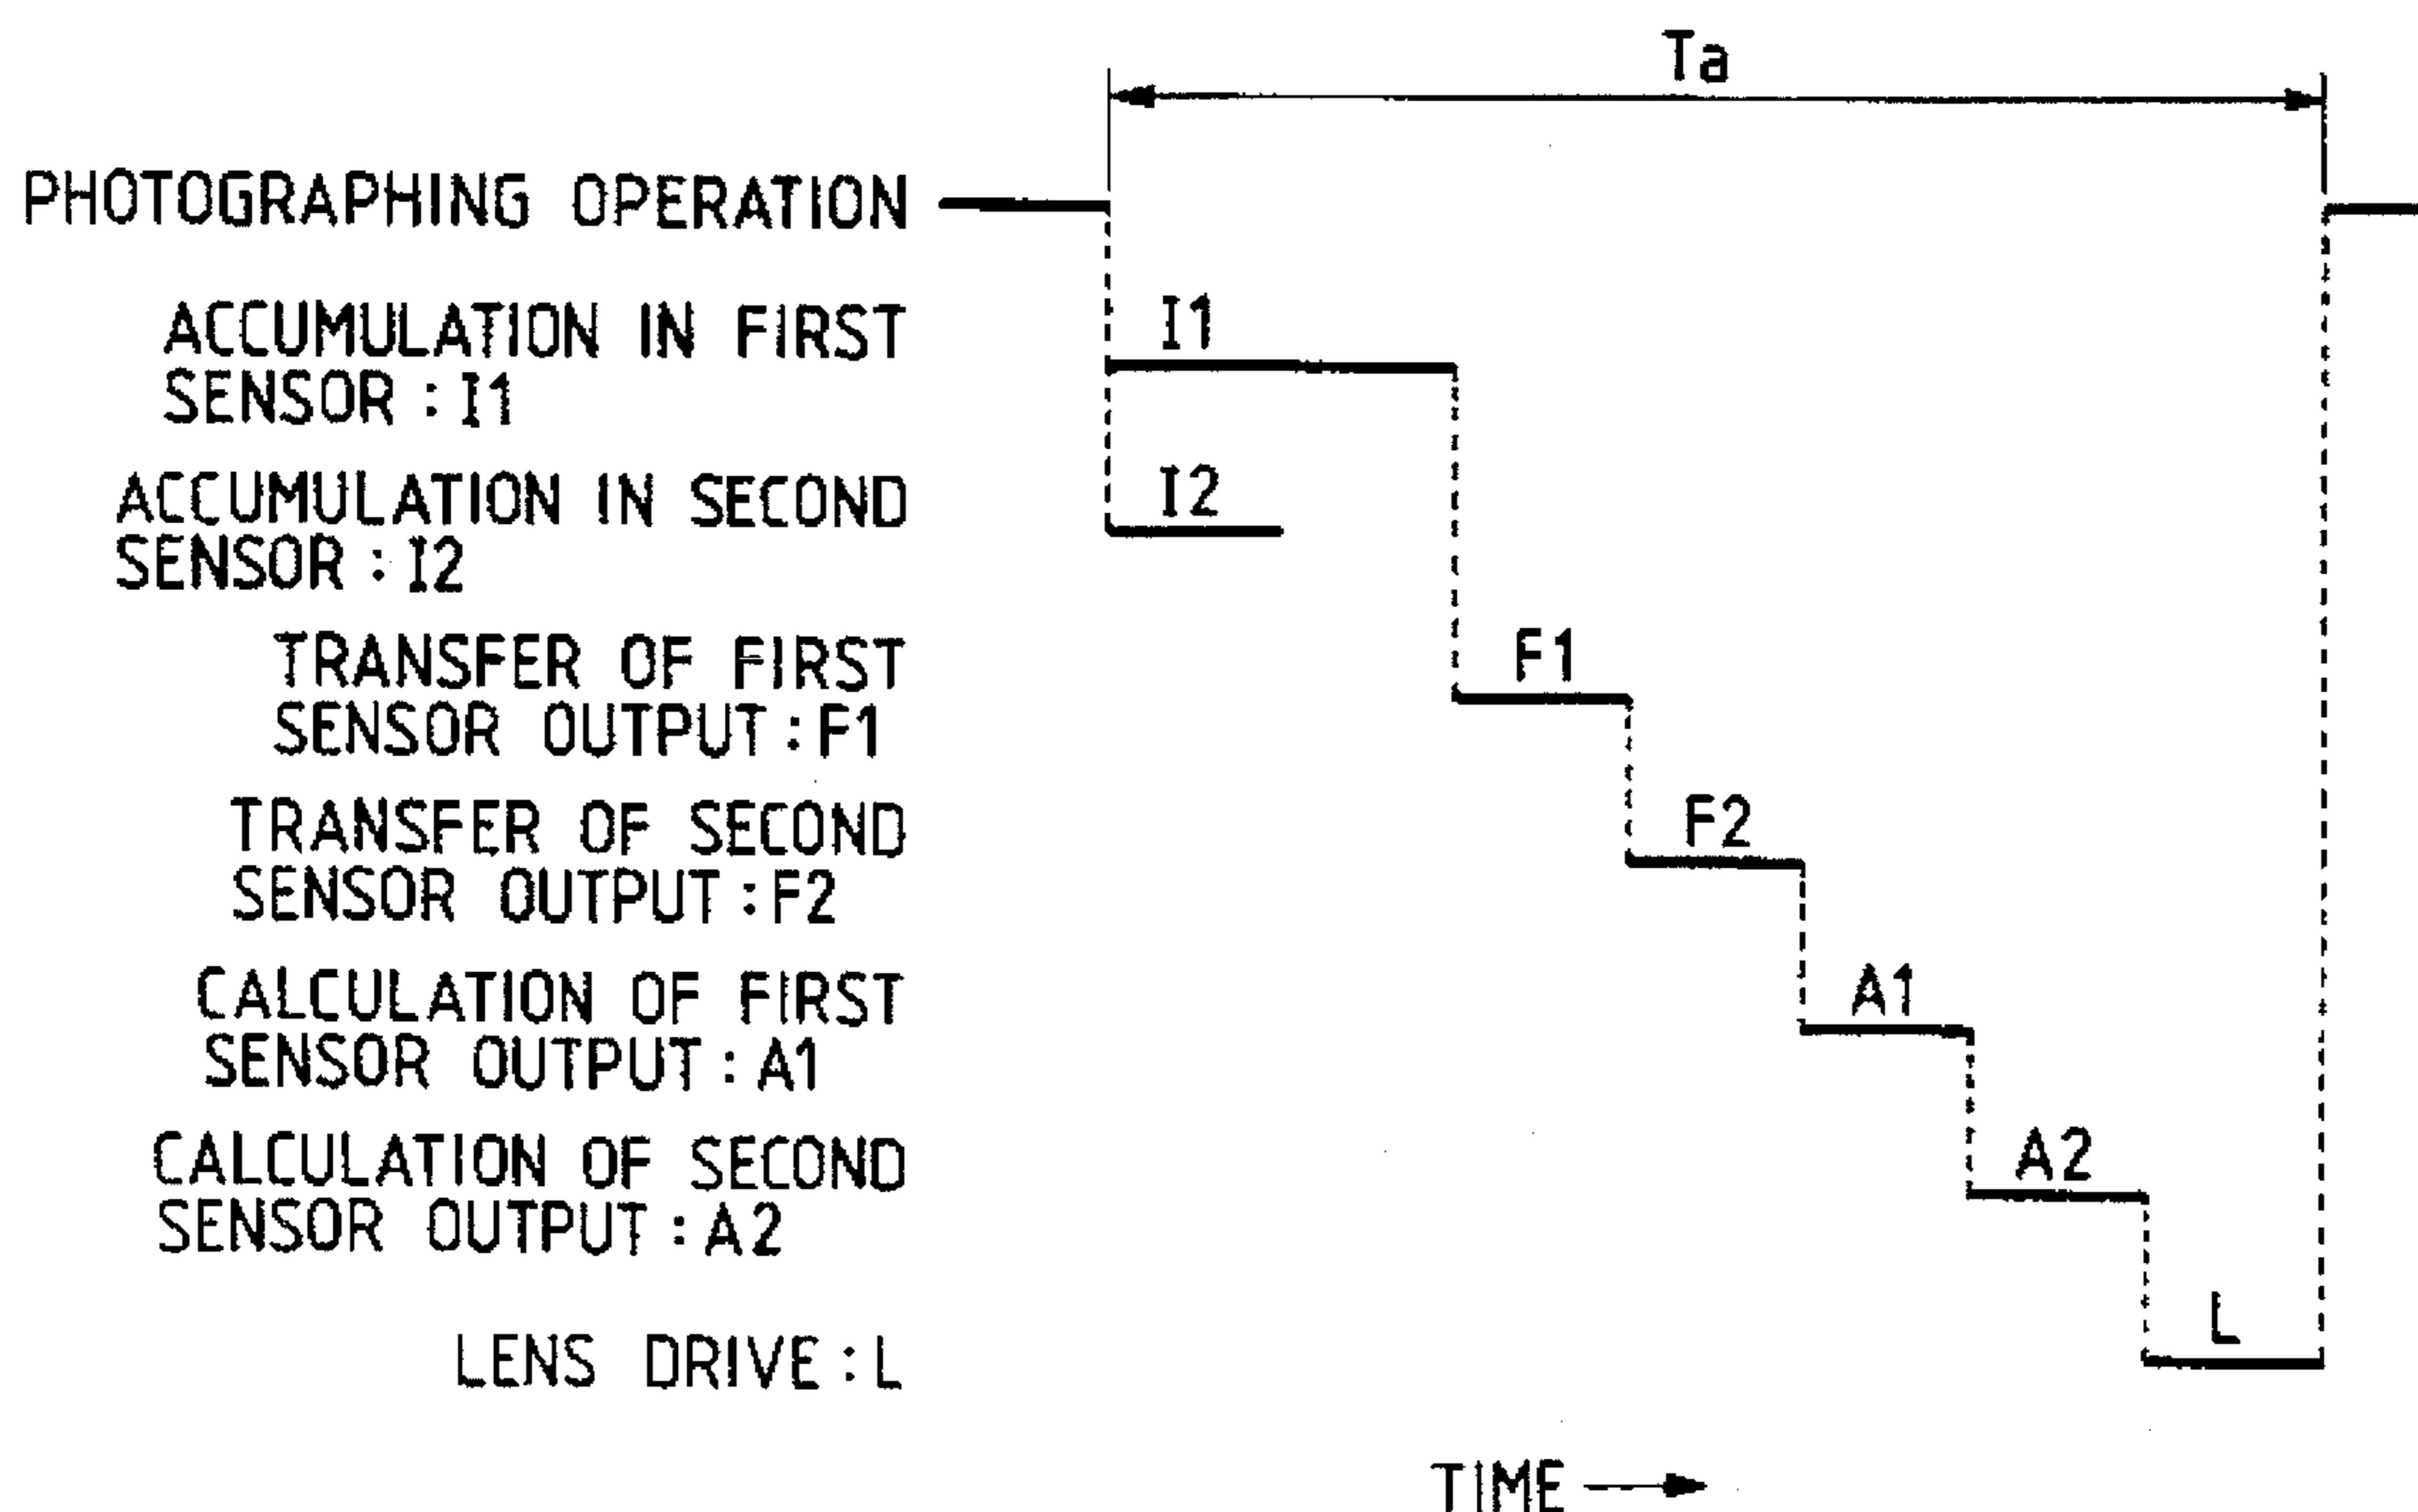 Ta
PHOTOGRAPHING OPERATION
ACCUMULATION IN FIRST
SENSOR : I1
I1
ACCUMULATION IN SECOND
SENSOR : I2
I2
TRANSFER OF FIRST
SENSOR OUTPUT : F1
F1
TRANSFER OF SECOND
SENSOR OUTPUT : F2
F2
CALCULATION OF FIRST
SENSOR OUTPUT : A1
A1
CALCULATION OF SECOND
SENSOR OUTPUT : A2
A2
LENS DRIVE : L
L
TIME